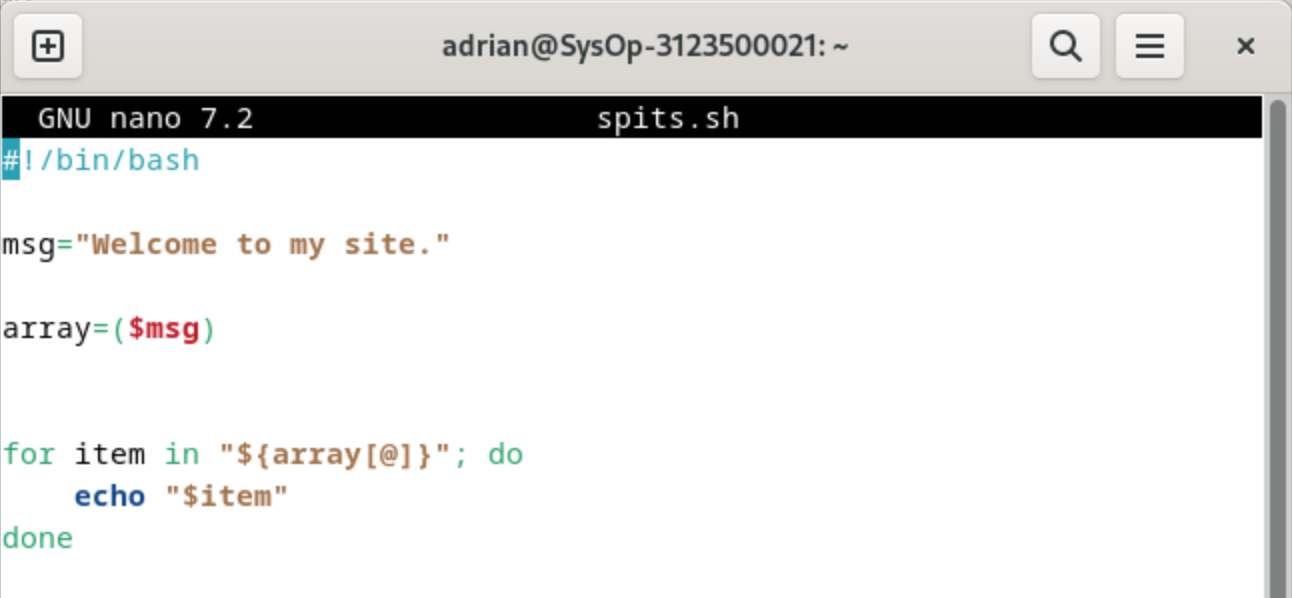 adrian@SysOp-3123500021: ~
GNU nano 7.2 spits.sh
#!/bin/bash
msg="Welcome to my site."
array=($msg)
for item in "${array[@]}"; do
    echo "$item"
done